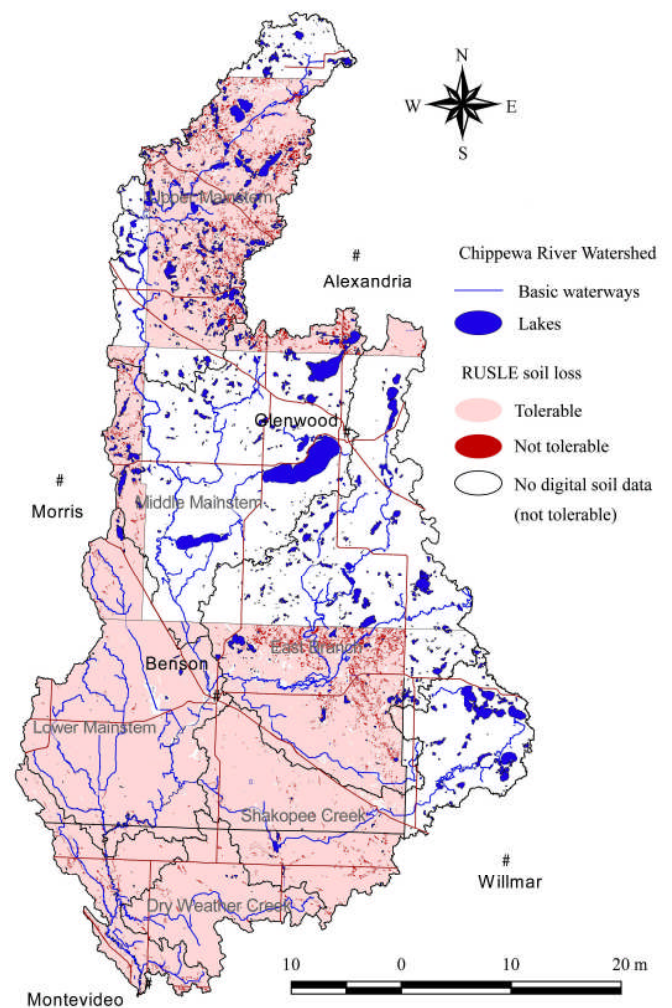 N
W E
S
Upper Mainstem
#
Alexandria
Chippewa River Watershed
Basic waterways
Lakes
RUSLE soil loss
Tolerable
Not tolerable
No digital soil data
(not tolerable)
Glenwood
#
#
Morris
Middle Mainstem
East Branch
Benson
#
Lower Mainstem
Shakopee Creek
#
Willmar
Dry Weather Creek
#
Montevideo
10 0 10 20 m